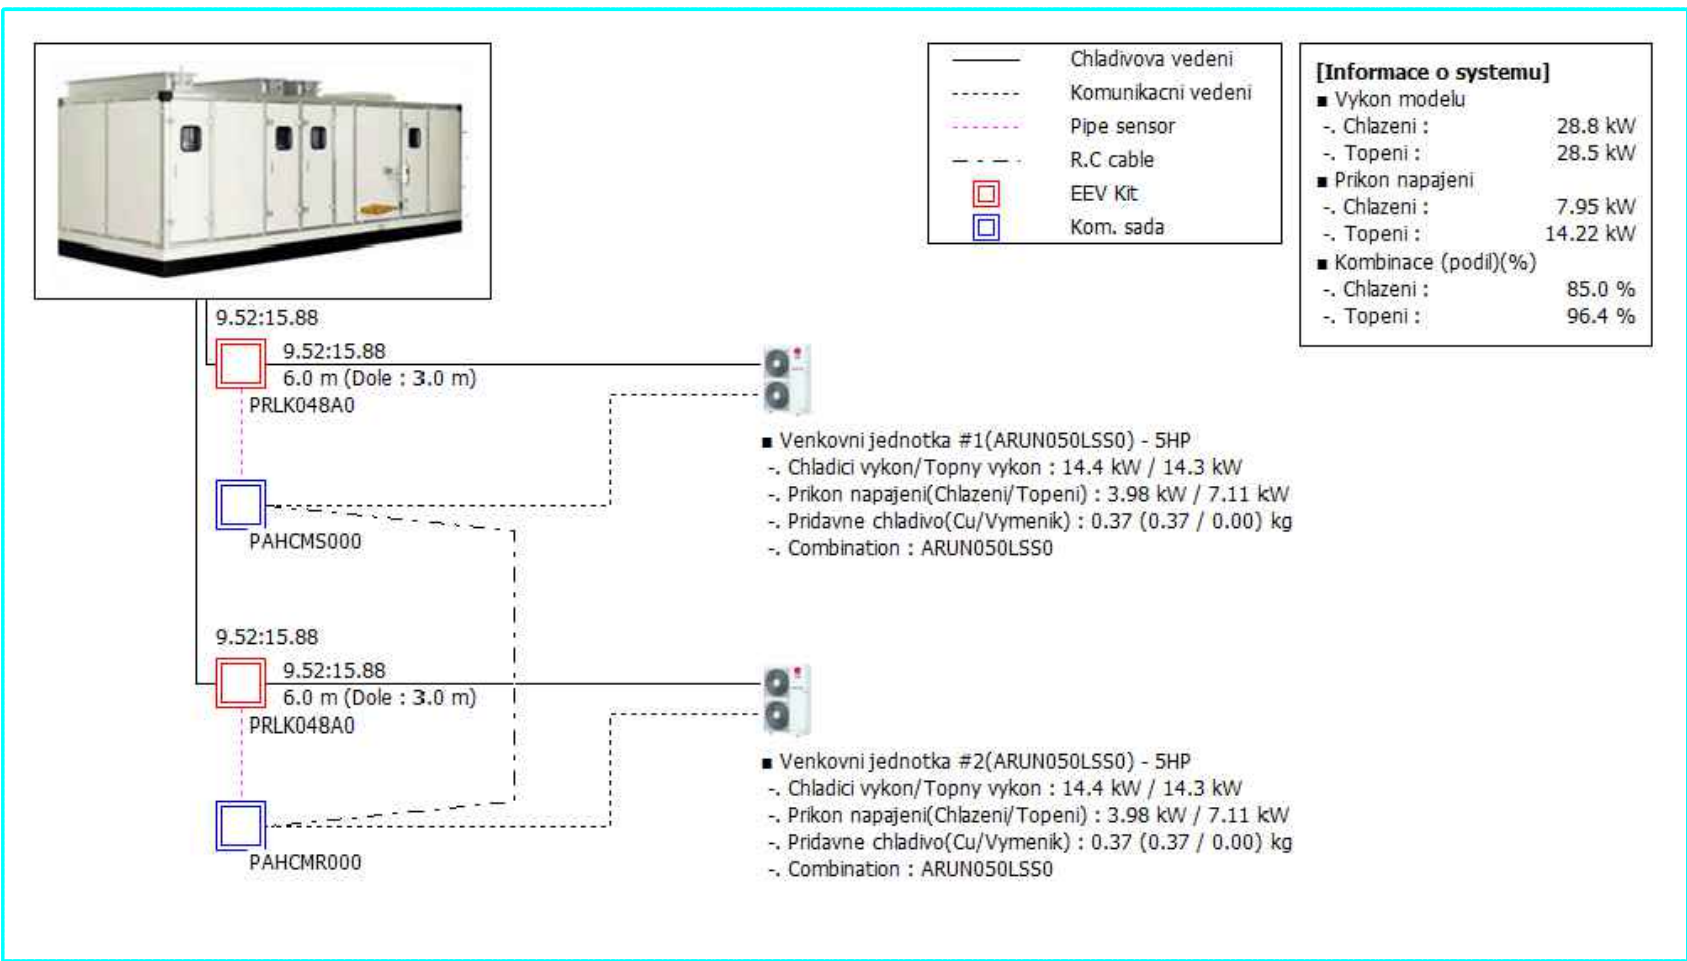 Chladivova vedeni
Komunikacni vedeni
Pipe sensor
R.C cable
EEV Kit
Kom. sada
[Informace o systemu]
■ Vykon modelu
-. Chlazeni : 28.8 kW
-. Topeni : 28.5 kW
■ Prikon napajeni
-. Chlazeni : 7.95 kW
-. Topeni : 14.22 kW
■ Kombinace (podil)(%)
-. Chlazeni : 85.0 %
-. Topeni : 96.4 %
9.52:15.88
9.52:15.88
6.0 m (Dole : 3.0 m)
PRLK048A0
PAHCMS000
■ Venkovni jednotka #1(ARUN050LSS0) - 5HP
-. Chladici vykon/Topny vykon : 14.4 kW / 14.3 kW
-. Prikon napajeni(Chlazeni/Topeni) : 3.98 kW / 7.11 kW
-. Pridavne chladivo(Cu/Vymenik) : 0.37 (0.37 / 0.00) kg
-. Combination : ARUN050LSS0
9.52:15.88
9.52:15.88
6.0 m (Dole : 3.0 m)
PRLK048A0
PAHCMR000
■ Venkovni jednotka #2(ARUN050LSS0) - 5HP
-. Chladici vykon/Topny vykon : 14.4 kW / 14.3 kW
-. Prikon napajeni(Chlazeni/Topeni) : 3.98 kW / 7.11 kW
-. Pridavne chladivo(Cu/Vymenik) : 0.37 (0.37 / 0.00) kg
-. Combination : ARUN050LSS0